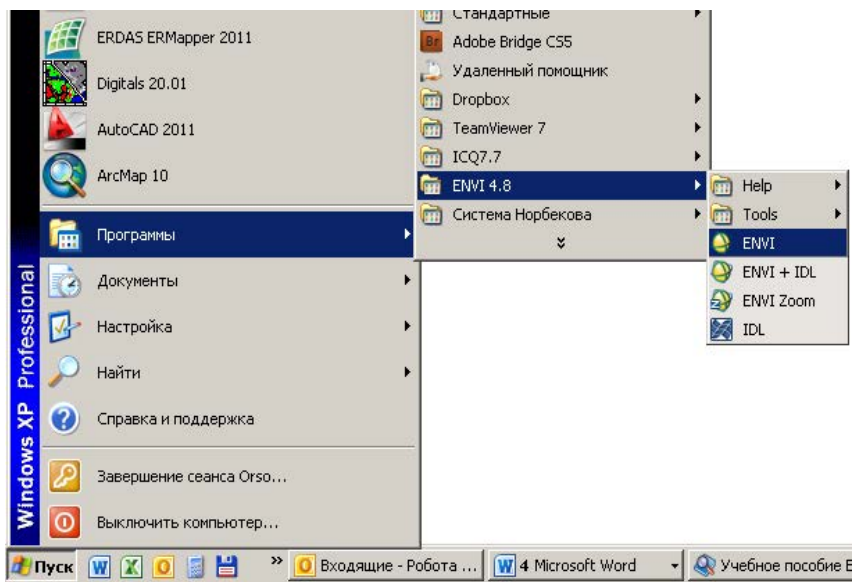 ERDAS ERMapper 2011
Digitals 20.01
AutoCAD 2011
ArcMap 10
Программы
Документы
Настройка
Найти
Справка и поддержка
Завершение сеанса Orso...
Выключить компьютер...
Windows XP Professional
Стандартные
Adobe Bridge CS5
Удаленный помощник
Dropbox
TeamViewer 7
ICQ7.7
ENVI 4.8
Система Норбекова
Help
Tools
ENVI
ENVI + IDL
ENVI Zoom
IDL
Пуск
Входящие - Робота ...
4 Microsoft Word
Учебное пособие E